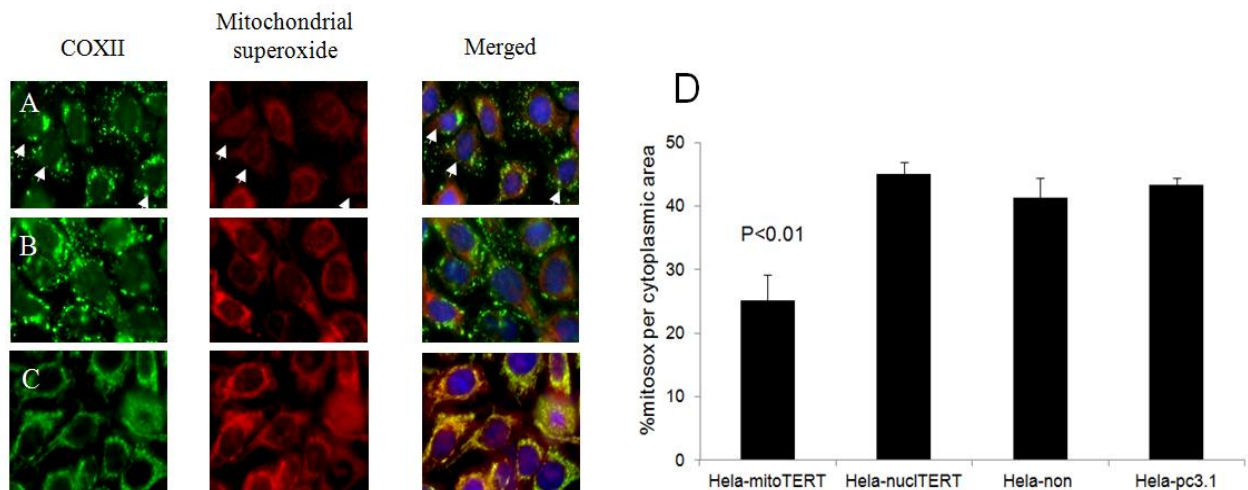 COXII
Mitochondrial
superoxide
Merged
A
B
C
D
50
40
30
20
10
0
%mitosox per cytoplasmic area
P<0.01
Hela-mitoTERT
Hela-nuclTERT
Hela-non
Hela-pc3.1